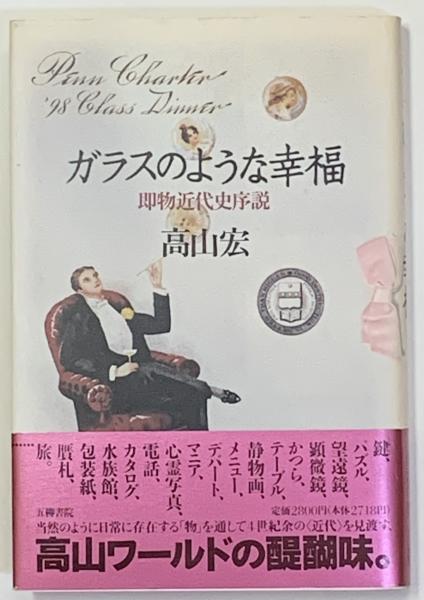 Penn Charter
'98 Class Dinner
ガラスのような幸福
即物近代史序説
高山宏
鍵、
パズル、
望遠鏡、
顕微鏡、
かつら、
テーブル、
静物画、
メニュー、
デパート、
マニア、
心霊写真、
電話、
カタログ、
水族館、
包装紙、
贋札、
旅。
五柳書院
定価2800円(本体2718円)
当然のように日常に存在する「物」を通して4世紀余の〈近代〉を見渡す、
高山ワールドの醍醐味。